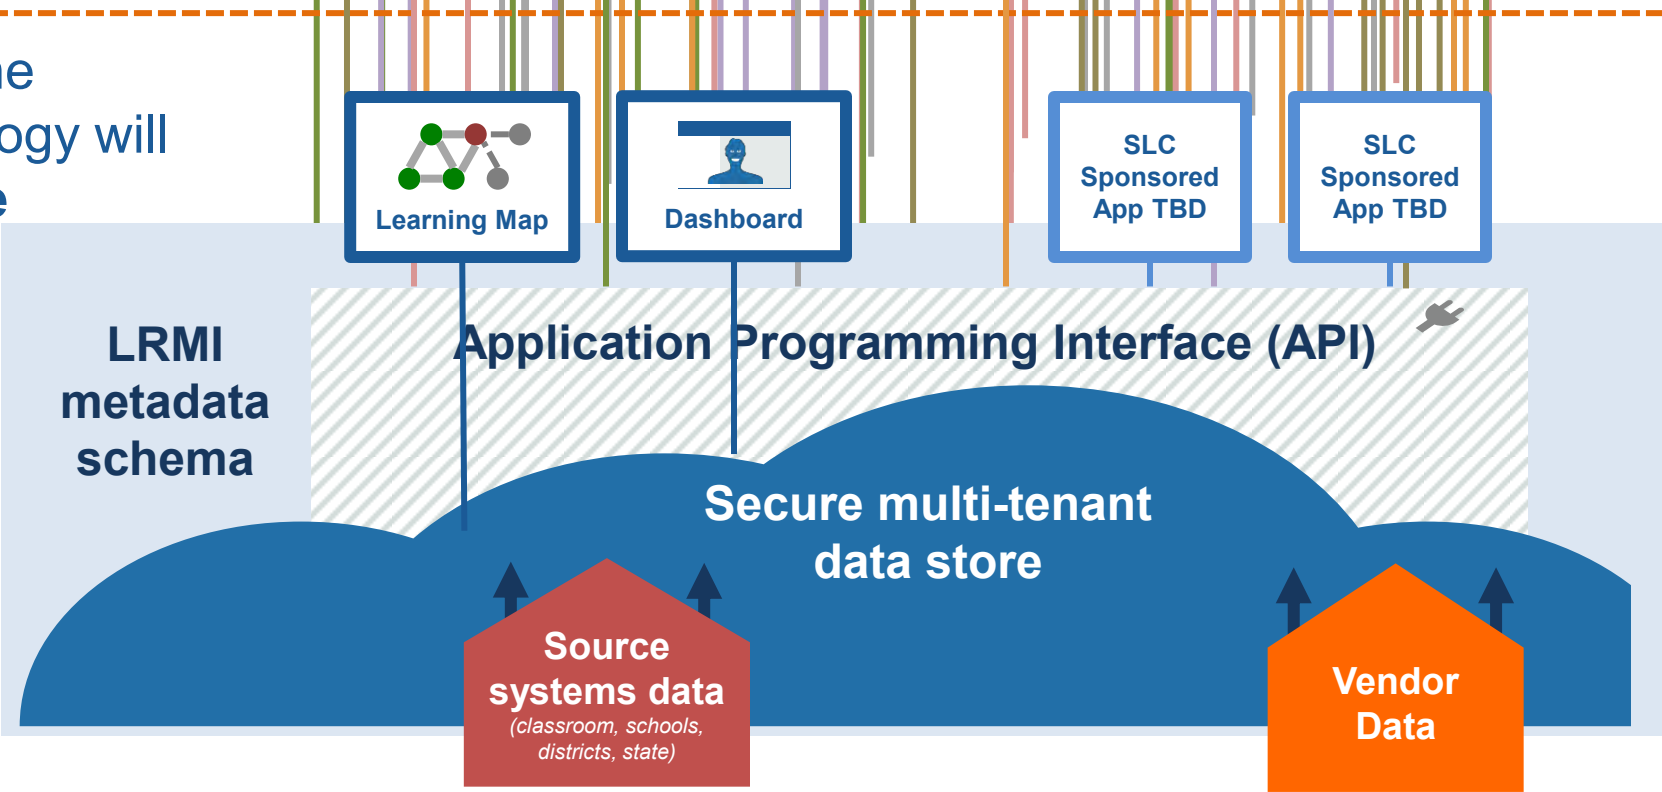 will
Learning Map
Dashboard
SLC
Sponsored
App TBD
SLC
Sponsored
App TBD
LRMI
metadata
schema
Application Programming Interface (API)
Secure multi-tenant
data store
Source
systems data
(classroom, schools,
districts, state)
Vendor
Data